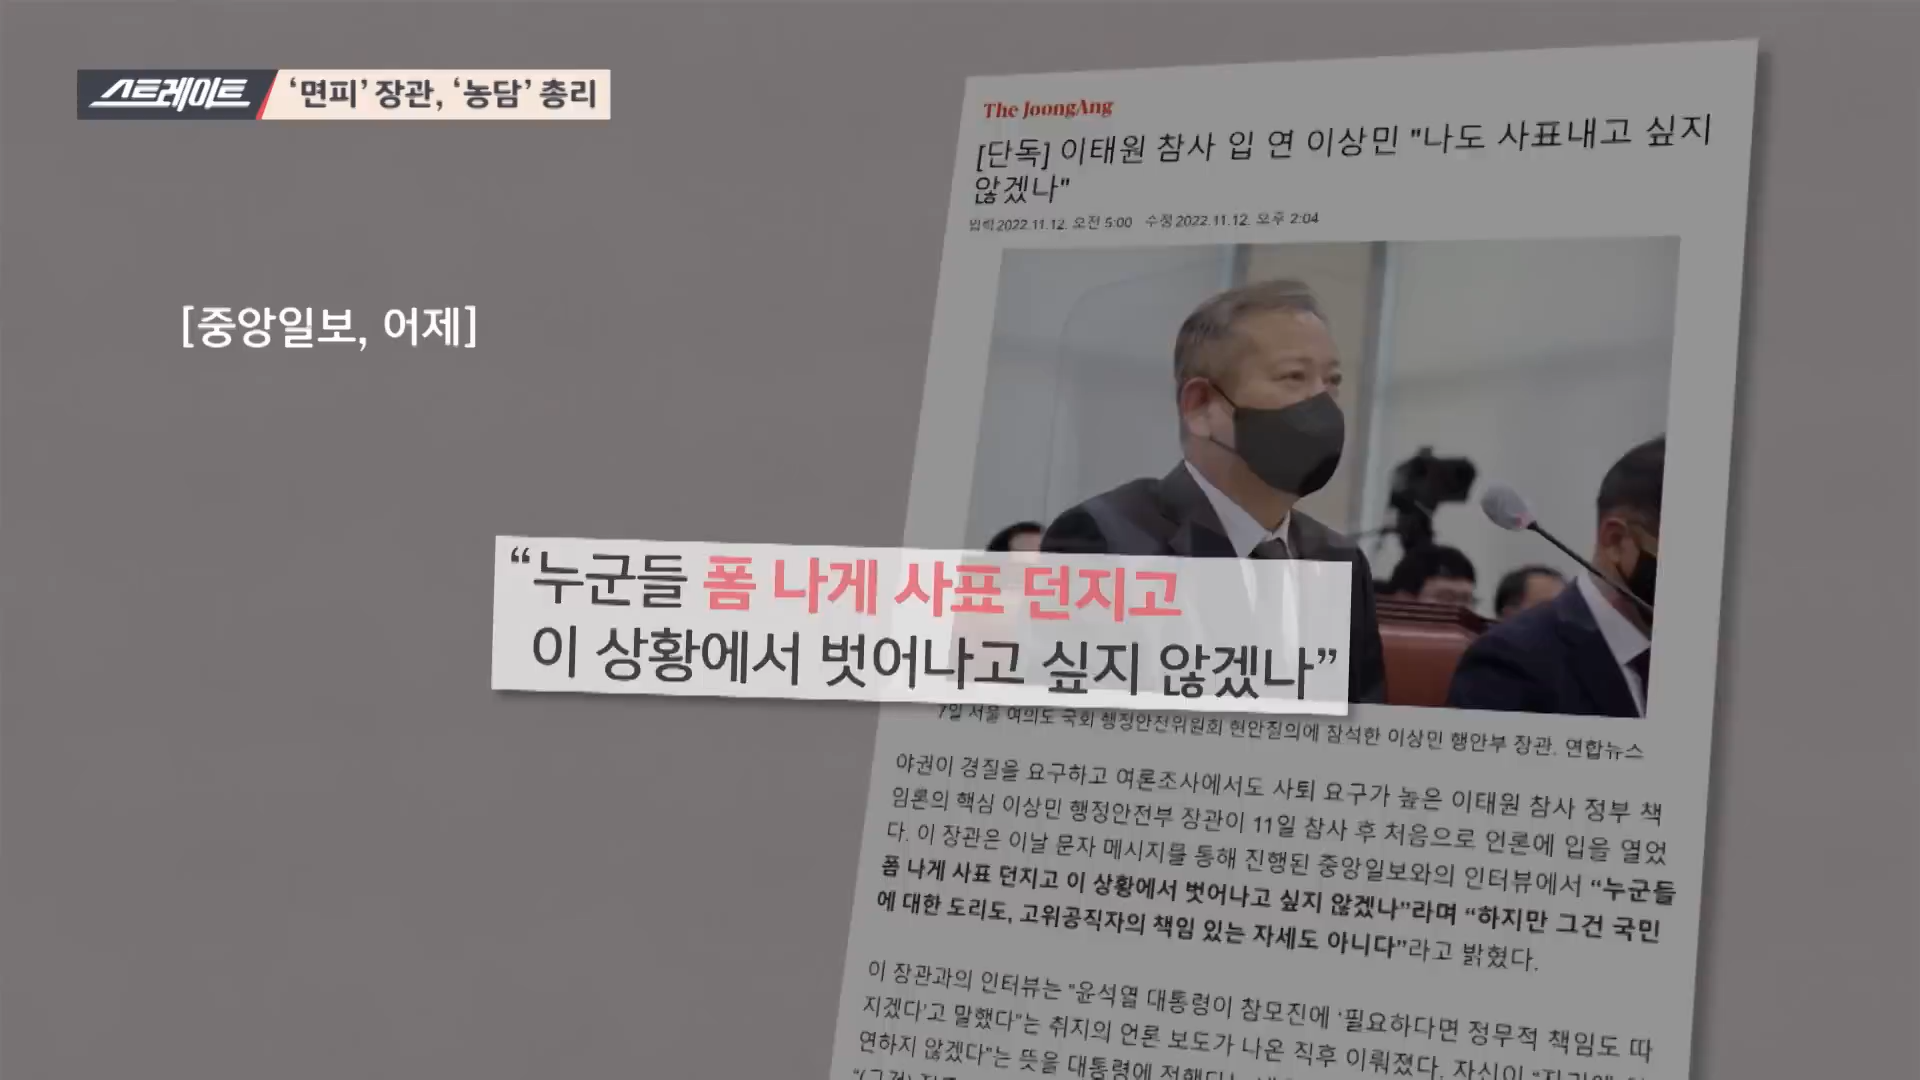 스트레이트 ‘면피’ 장관, ‘농담’ 총리
The JoongAng
[단독] 이태원 참사 입 연 이상민 "나도 사표내고 싶지
않겠나"
입력 2022.11.12. 오전 5:00 수정 2022.11.12. 오후 2:04
[중앙일보, 어제]
“누군들 폼 나게 사표 던지고
이 상황에서 벗어나고 싶지 않겠나”
7일 서울 여의도 국회 행정안전위원회 현안질의에 참석한 이상민 행안부 장관. 연합뉴스
야권이 경질을 요구하고 여론조사에서도 사퇴 요구가 높은 이태원 참사 정부 책
임론의 핵심 이상민 행정안전부 장관이 11일 참사 후 처음으로 언론에 입을 열었
다. 이 장관은 이날 문자 메시지를 통해 진행된 중앙일보와의 인터뷰에서 “누군들
폼 나게 사표 던지고 이 상황에서 벗어나고 싶지 않겠나”라며 “하지만 그건 국민
에 대한 도리도, 고위공직자의 책임 있는 자세도 아니다”라고 밝혔다.
이 장관과의 인터뷰는 “윤석열 대통령이 참모진에 ‘필요하다면 정무적 책임도 따
지겠다’고 말했다”는 취지의 언론 보도가 나온 직후 이뤄졌다. 자신이
연하지 않겠다”는 뜻을 대통령에 전했다는